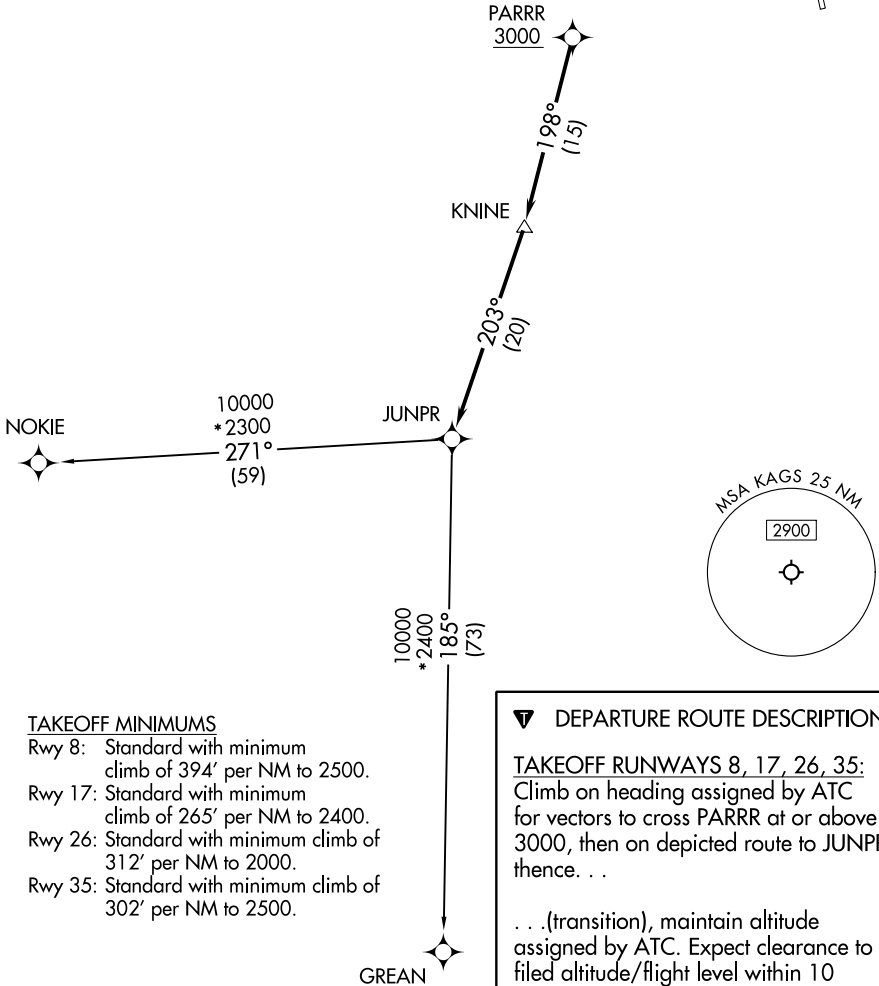 PARRR
3000
198°
(15)
KNINE
203°
(20)
JUNPR
10000
*2300
271°
(59)
NOKIE
MSA KAGS 25 NM
2900
10000
*2400
185°
(73)
GREAN
TAKEOFF MINIMUMS
Rwy 8: Standard with minimum
climb of 394' per NM to 2500.
Rwy 17: Standard with minimum
climb of 265' per NM to 2400.
Rwy 26: Standard with minimum climb of
312' per NM to 2000.
Rwy 35: Standard with minimum climb of
302' per NM to 2500.
T DEPARTURE ROUTE DESCRIPTION
TAKEOFF RUNWAYS 8, 17, 26, 35:
Climb on heading assigned by ATC
for vectors to cross PARRR at or above
3000, then on depicted route to JUNPR
thence. . .
. . .(transition), maintain altitude
assigned by ATC. Expect clearance to
filed altitude/flight level within 10